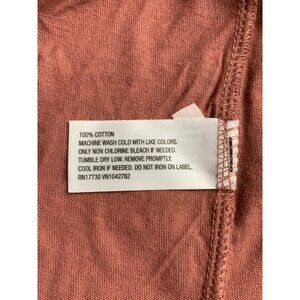 100% COTTON
MACHINE WASH COLD WITH LIKE COLORS.
ONLY NON CHLORINE BLEACH IF NEEDED.
TUMBLE DRY LOW. REMOVE PROMPTLY.
COOL IRON IF NEEDED. DO NOT IRON ON LABEL.
RN17730 VN1042782